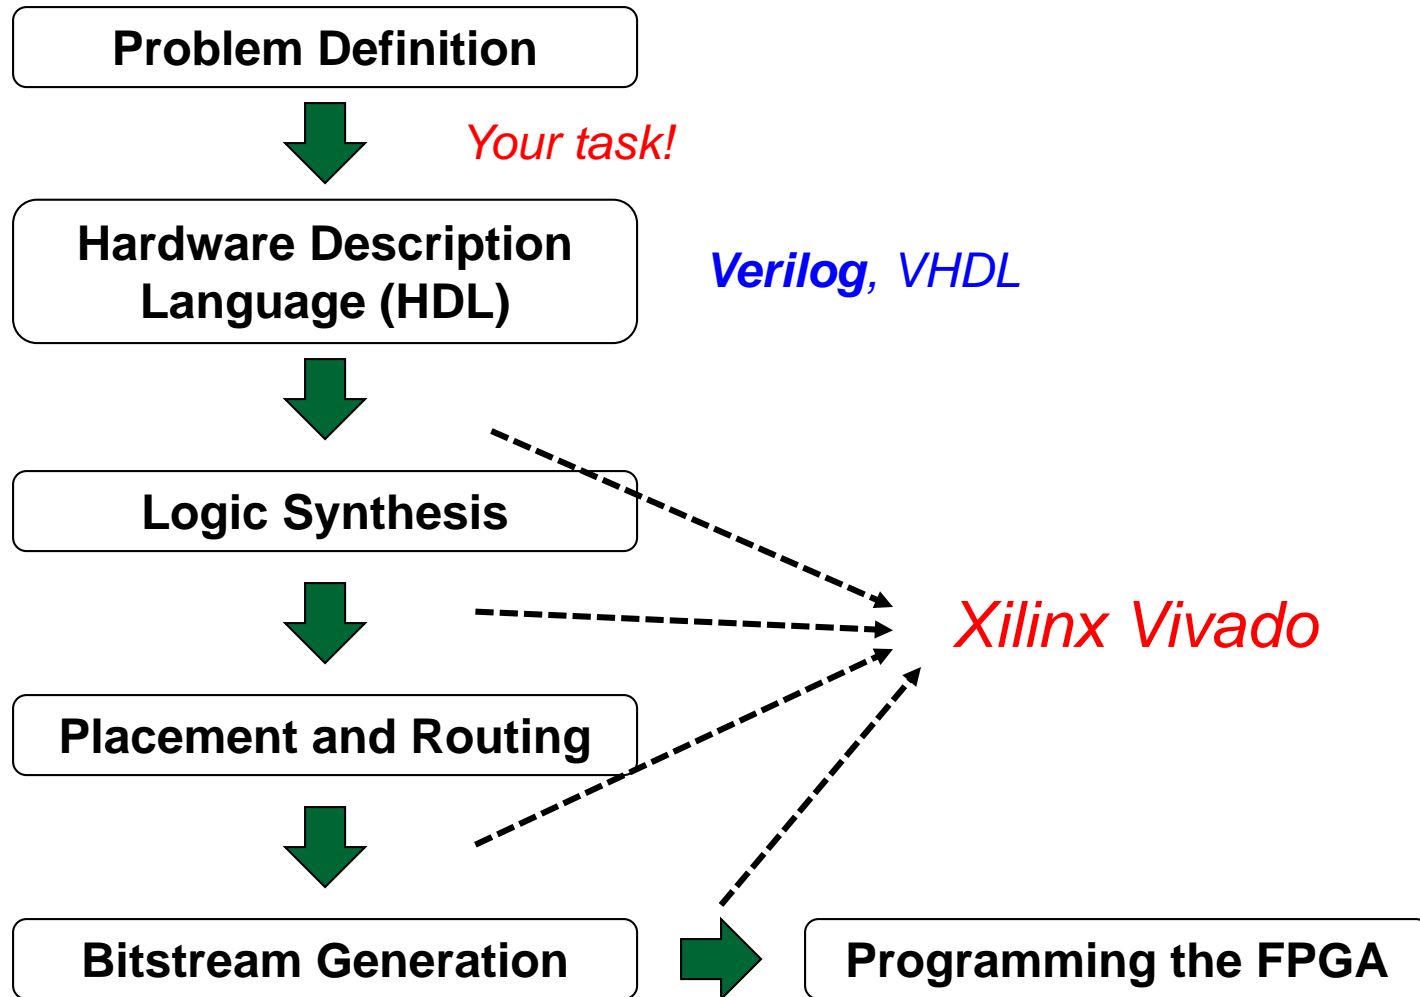 Problem Definition
Your task!
Hardware Description
Language (HDL)
Verilog, VHDL
Logic Synthesis
Xilinx Vivado
Placement and Routing
Bitstream Generation
Programming the FPGA